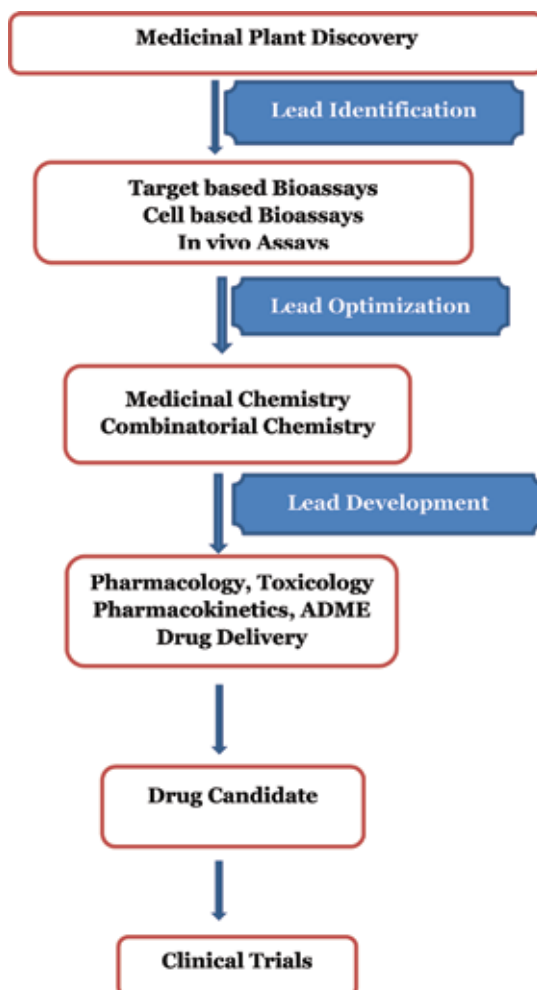 Medicinal Plant Discovery
Lead Identification
Target based Bioassays
Cell based Bioassays
In vivo Assays
Lead Optimization
Medicinal Chemistry
Combinatorial Chemistry
Lead Development
Pharmacology, Toxicology
Pharmacokinetics, ADME
Drug Delivery
Drug Candidate
Clinical Trials